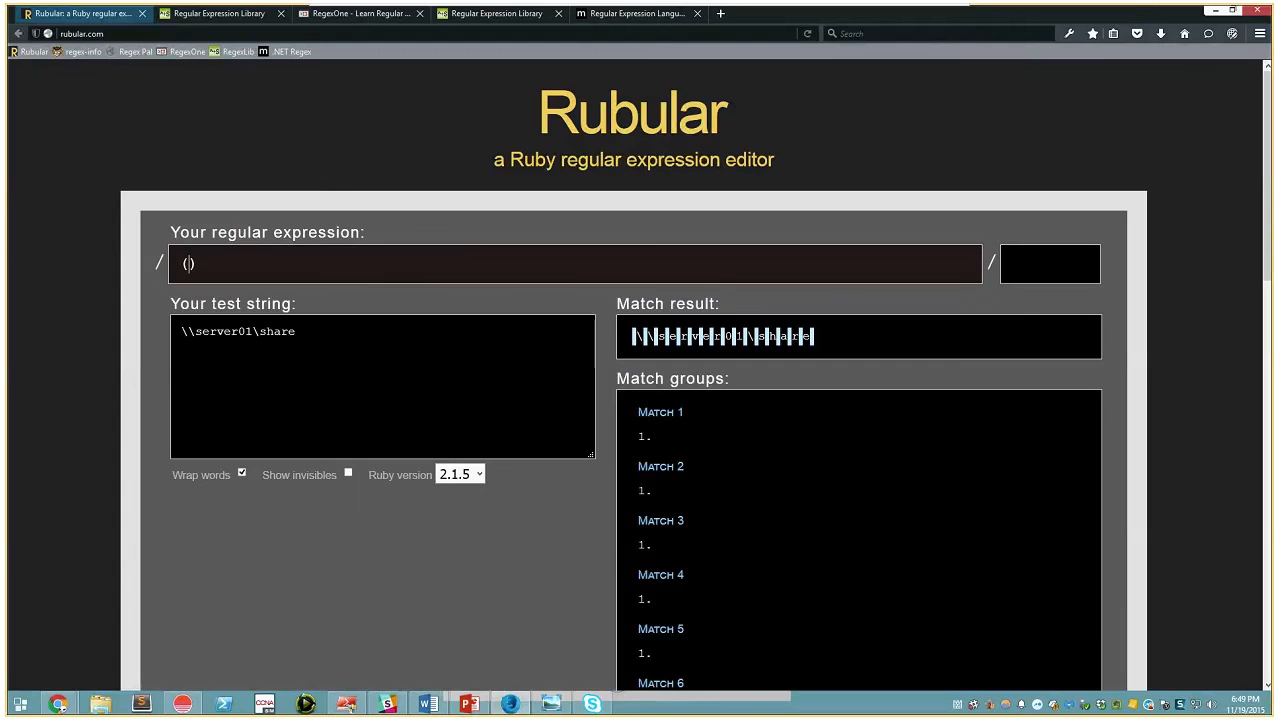 Rubular: a Ruby regular ex...
Regular Expression Library
RegexOne - Learn Regular ...
Regular Expression Library
Regular Expression Langu...
rubular.com
Search
Rubular
regex-info
Regex Pal
RegexOne
RegexLib
.NET Regex
Rubular
a Ruby regular expression editor
Your regular expression:
/ () /
Your test string:
Match result:
\\server01\share
\\server01\share
Match groups:
Match 1
1.
Wrap words
Show invisibles
Ruby version
2.1.5
Match 2
1.
Match 3
1.
Match 4
1.
Match 5
1.
Match 6
CCNA
6:49 PM
11/19/2015